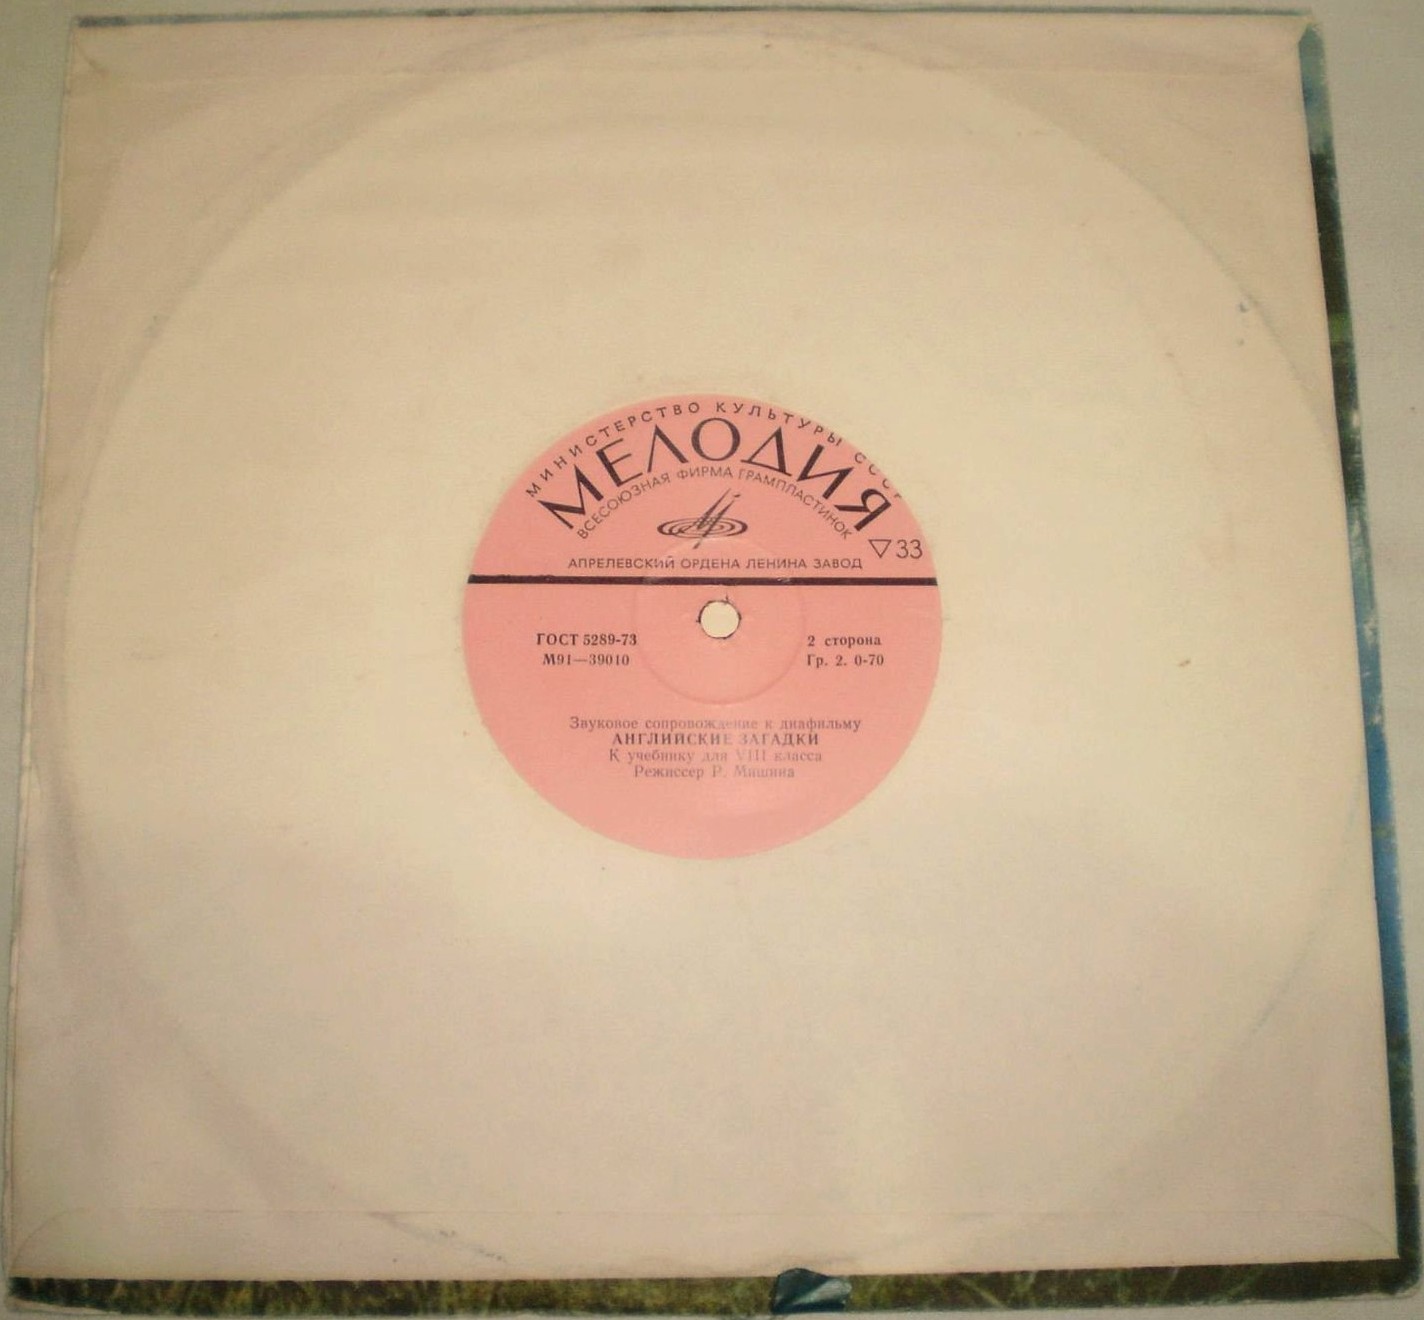 МИНИСТЕРСТВО КУЛЬТУРЫ СССР
МЕЛОДИЯ
ВСЕСОЮЗНАЯ ФИРМА ГРАМПЛАСТИНОК
▽33
АПРЕЛЕВСКИЙ ОРДЕНА ЛЕНИНА ЗАВОД
ГОСТ 5289-73
М91—39010
2 сторона
Гр. 2. 0-70
Звуковое сопровождение к диафильму
АНГЛИЙСКИЕ ЗАГАДКИ
К учебнику для VIII класса
Режиссер Р. Мишина